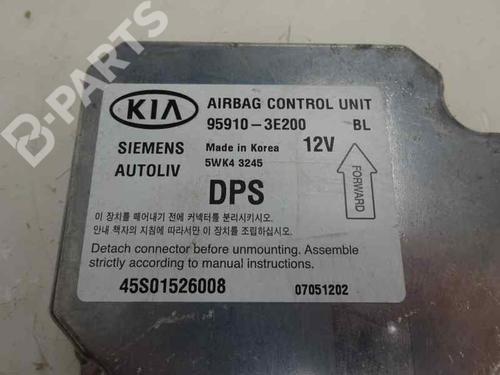 B-PARTS
KIA
AIRBAG CONTROL UNIT
95910-3E200 BL
SIEMENS
AUTOLIV
Made in Korea
5WK4 3245
12V
DPS
FORWARD
이 장치를 떼어내기 전에 커넥터를 분리시키시오.
안내 책자의 지침에 따라서만 이 장치를 조립하십시오.
Detach connector before unmounting. Assemble
strictly according to manual instructions.
45S01526008 07051202